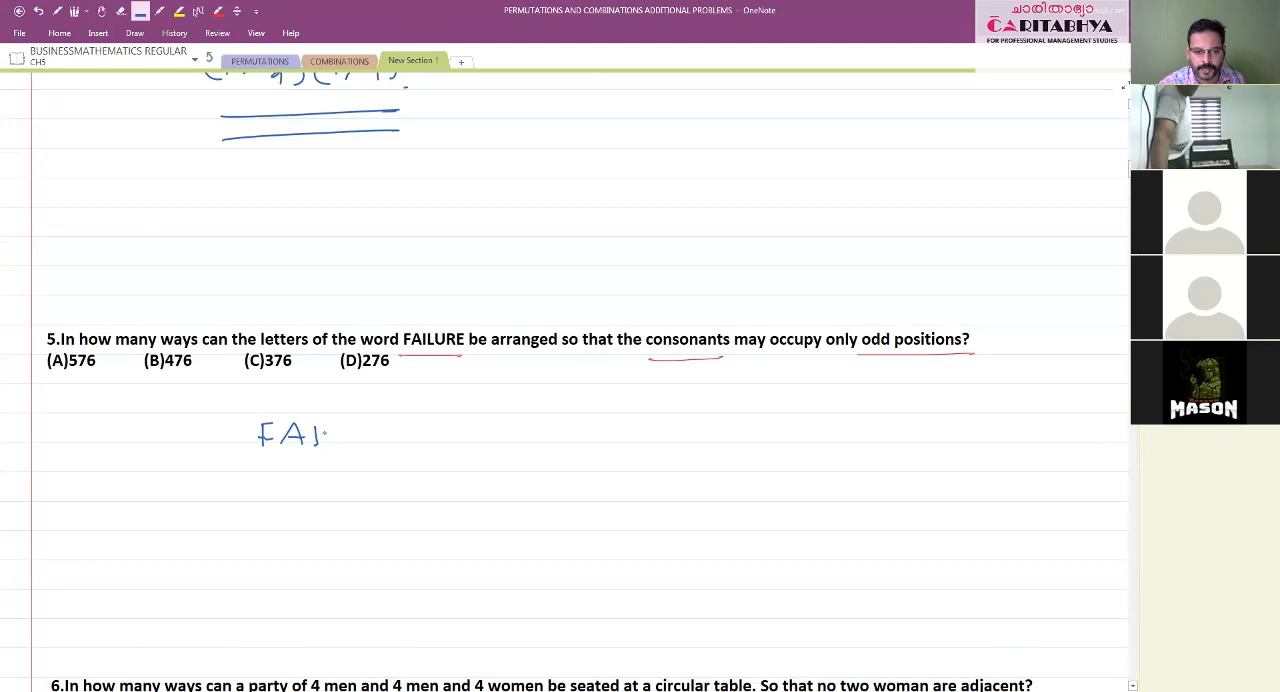 PERMUTATIONS AND COMBINATIONS ADDITIONAL PROBLEMS - OneNote
ചാരിതാഭ്യാ
CARITABHYA
FOR PROFESSIONAL MANAGEMENT STUDIES
File Home Insert Draw History Review View Help
BUSINESSMATHEMATICS REGULAR
CH5
PERMUTATIONS COMBINATIONS New Section 1
5.In how many ways can the letters of the word FAILURE be arranged so that the consonants may occupy only odd positions?
(A)576 (B)476 (C)376 (D)276
FAI
MASON
6.In how many ways can a party of 4 men and 4 men and 4 women be seated at a circular table. So that no two woman are adjacent?